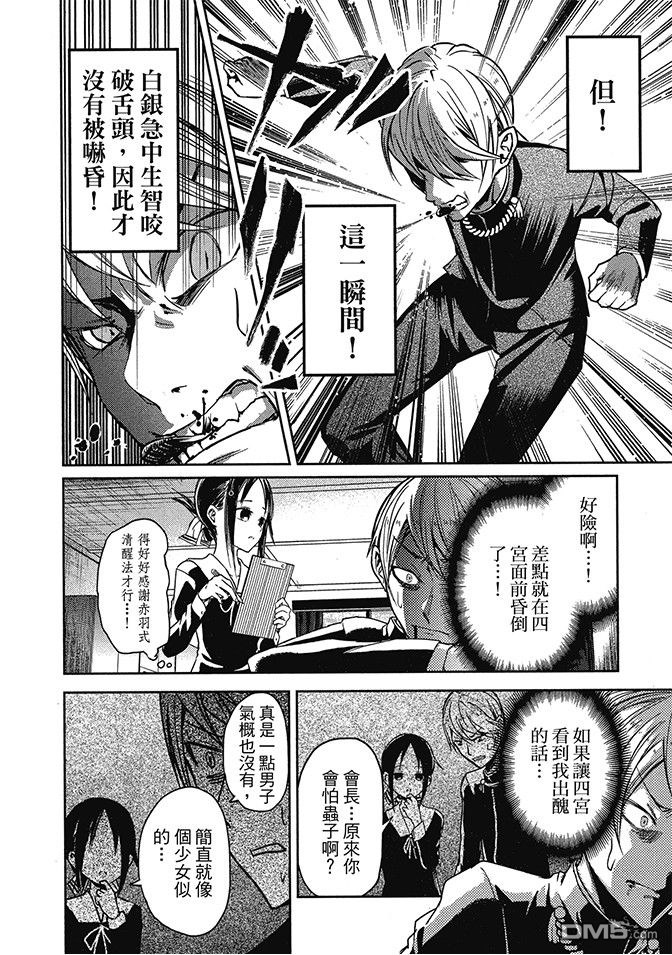 但！
這一瞬間！
白銀急中生智咬
破舌頭，因此才
沒有被嚇昏！
好險啊…！
差點就在四
宮面前昏倒
了…！
得好好感謝赤羽式
清醒法才行…！
如果讓四宮
看到我出醜
的話…
會長…原來你
會怕蟲子啊？
真是一點男子
氣概也沒有，
簡直就像
個少女似
的…
DM5.com